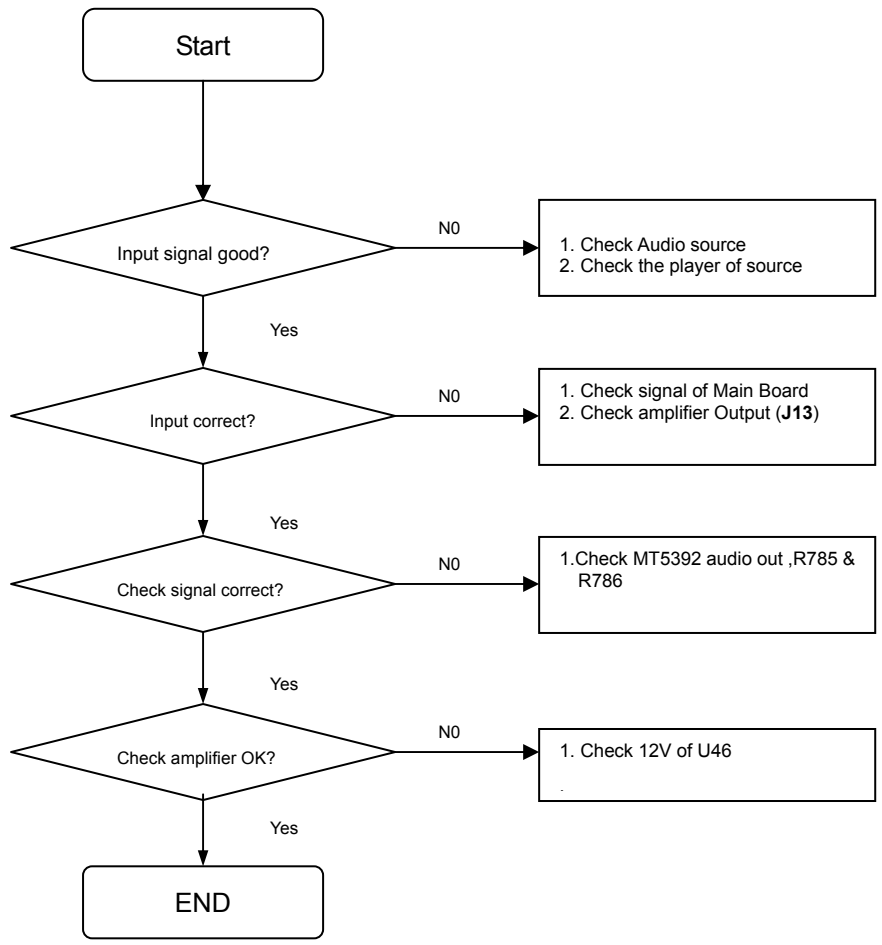 Start
Input signal good?
N0
1. Check Audio source
2. Check the player of source
Yes
Input correct?
N0
1. Check signal of Main Board
2. Check amplifier Output (J13)
Yes
Check signal correct?
N0
1.Check MT5392 audio out ,R785 &
R786
Yes
Check amplifier OK?
N0
1. Check 12V of U46
.
Yes
END